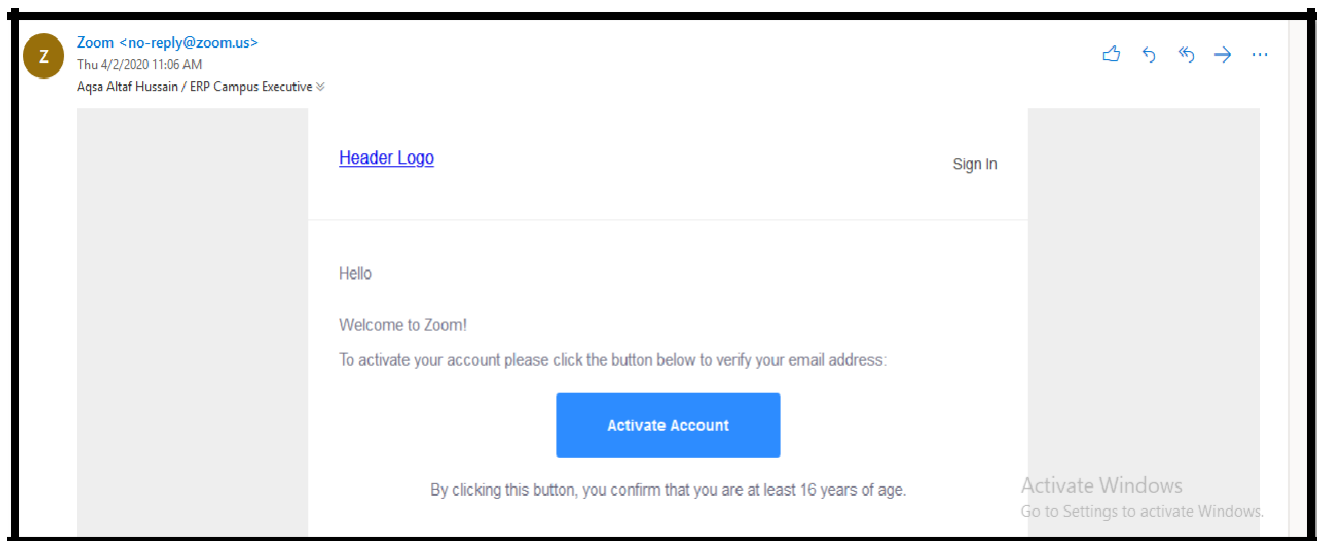 Z
Zoom <no-reply@zoom.us>
Thu 4/2/2020 11:06 AM
Aqsa Altaf Hussain / ERP Campus Executive
Header Logo
Sign In
Hello
Welcome to Zoom!
To activate your account please click the button below to verify your email address:
Activate Account
By clicking this button, you confirm that you are at least 16 years of age.
Activate Windows
Go to Settings to activate Windows.